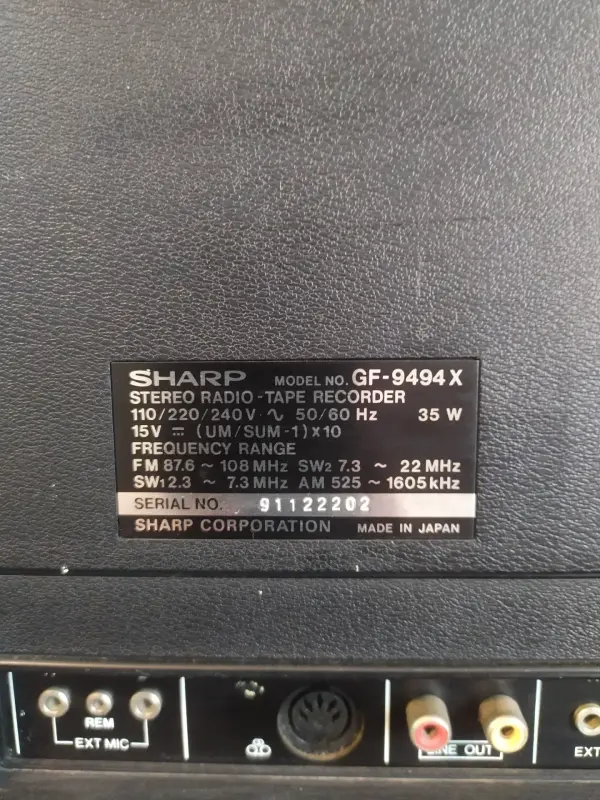 SHARP MODEL NO. GF-9494X
STEREO RADIO-TAPE RECORDER
110/220/240V ∿ 50/60 Hz 35 W
15V ⎓ (UM/SUM-1)x10
FREQUENCY RANGE
FM 87.6 ~ 108 MHz SW2 7.3 ~ 22 MHz
SW1 2.3 ~ 7.3 MHz AM 525 ~ 1605 kHz
SERIAL NO. 91122202
SHARP CORPORATION MADE IN JAPAN
REM
EXT MIC
LINE OUT
EXT